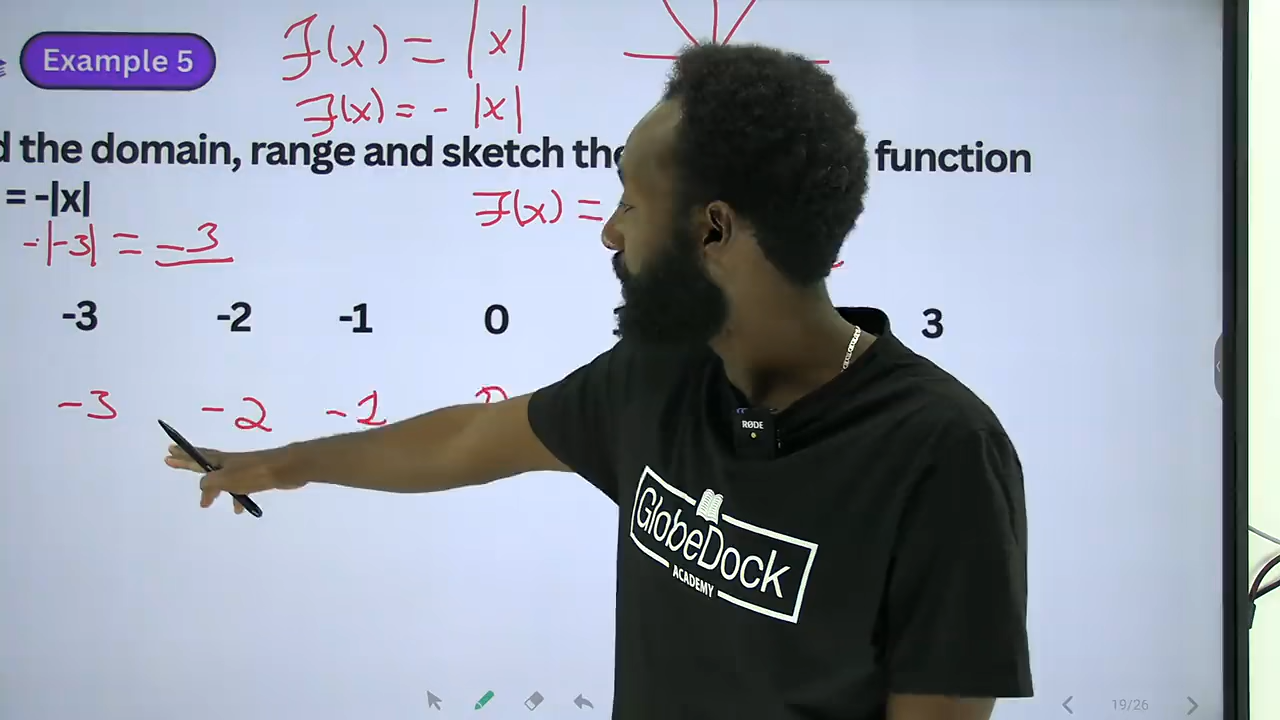 Example 5
F(x) = |x|
F(x) = - |x|
d the domain, range and sketch the function
= -|x|
F(x) =
-|-3| = -3
-3 -2 -1 0 3
-3 -2 -1 0
RØDE
GlobeDock
ACADEMY
19/26